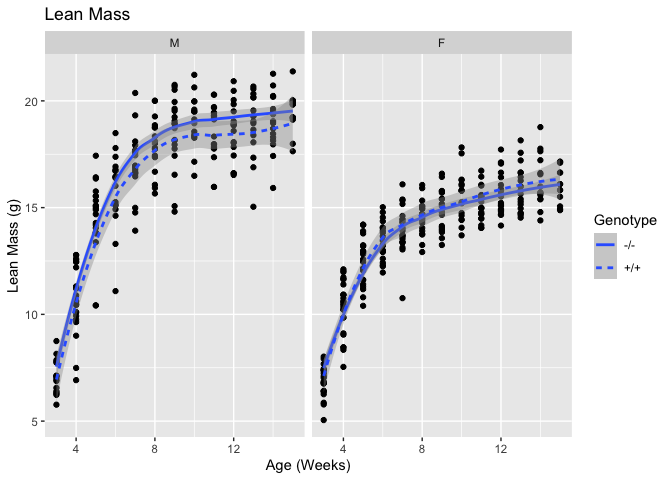 Lean Mass
M
F
Lean Mass (g)
20
15
10
5
4
8
12
4
8
12
Age (Weeks)
Genotype
-/-
+/+